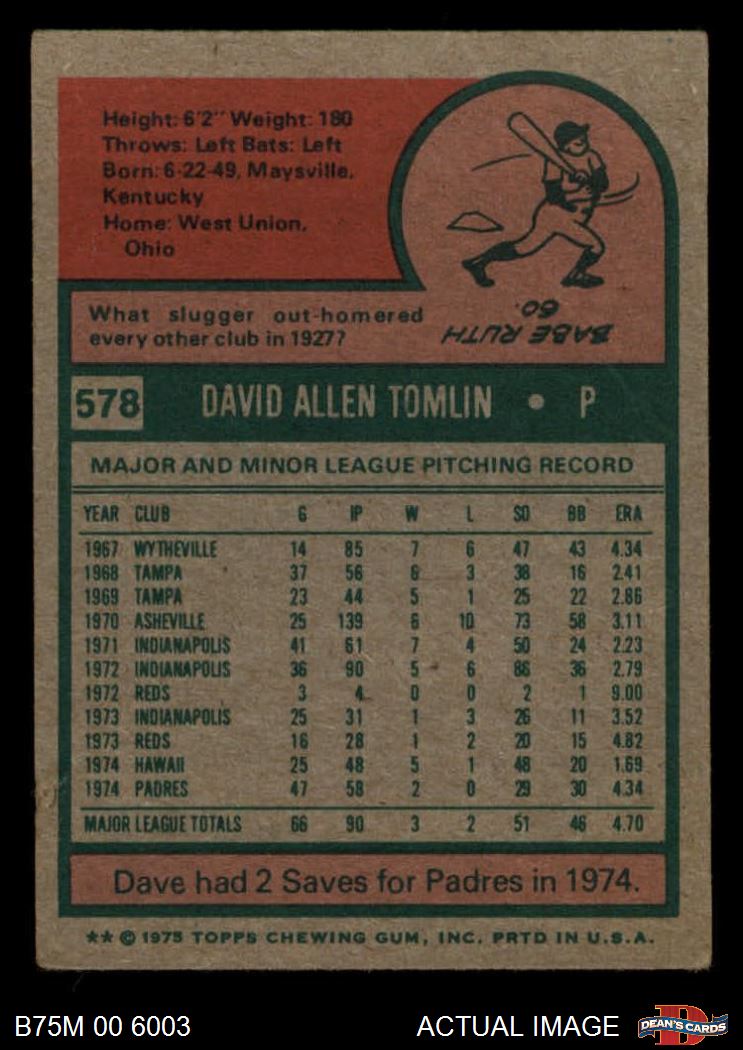 Height: 6'2" Weight: 180
Throws: Left Bats: Left
Born: 6-22-49, Maysville,
Kentucky
Home: West Union,
Ohio
What slugger out-homered
every other club in 1927?
BABE RUTH
60.
578 DAVID ALLEN TOMLIN • P
MAJOR AND MINOR LEAGUE PITCHING RECORD
YEAR CLUB G IP W L SO BB ERA
1967 WYTHEVILLE 14 85 7 6 47 43 4.34
1968 TAMPA 37 56 6 3 38 16 2.41
1969 TAMPA 23 44 5 1 25 22 2.86
1970 ASHEVILLE 25 139 6 10 73 58 3.11
1971 INDIANAPOLIS 41 61 7 4 50 24 2.23
1972 INDIANAPOLIS 36 90 5 6 86 36 2.79
1972 REDS 3 4 0 0 2 1 9.00
1973 INDIANAPOLIS 25 31 1 3 26 11 3.52
1973 REDS 16 28 1 2 20 15 4.82
1974 HAWAII 25 48 5 1 48 20 1.69
1974 PADRES 47 58 2 0 29 30 4.34
MAJOR LEAGUE TOTALS 66 90 3 2 51 46 4.70
Dave had 2 Saves for Padres in 1974.
** © 1975 TOPPS CHEWING GUM, INC. PRTD IN U.S.A.
B75M 00 6003 ACTUAL IMAGE D DEAN'S CARDS